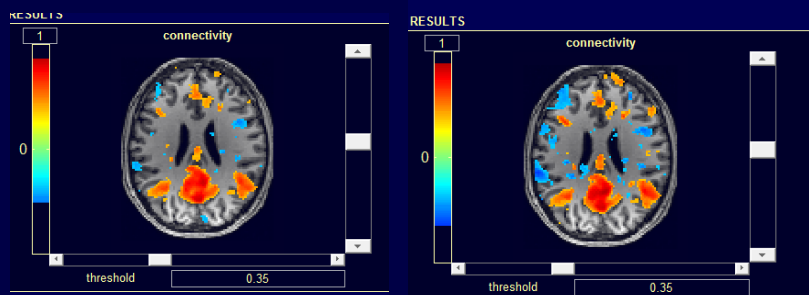 RESULTS
1
connectivity
0
threshold
0.35
RESULTS
1
connectivity
0
threshold
0.35